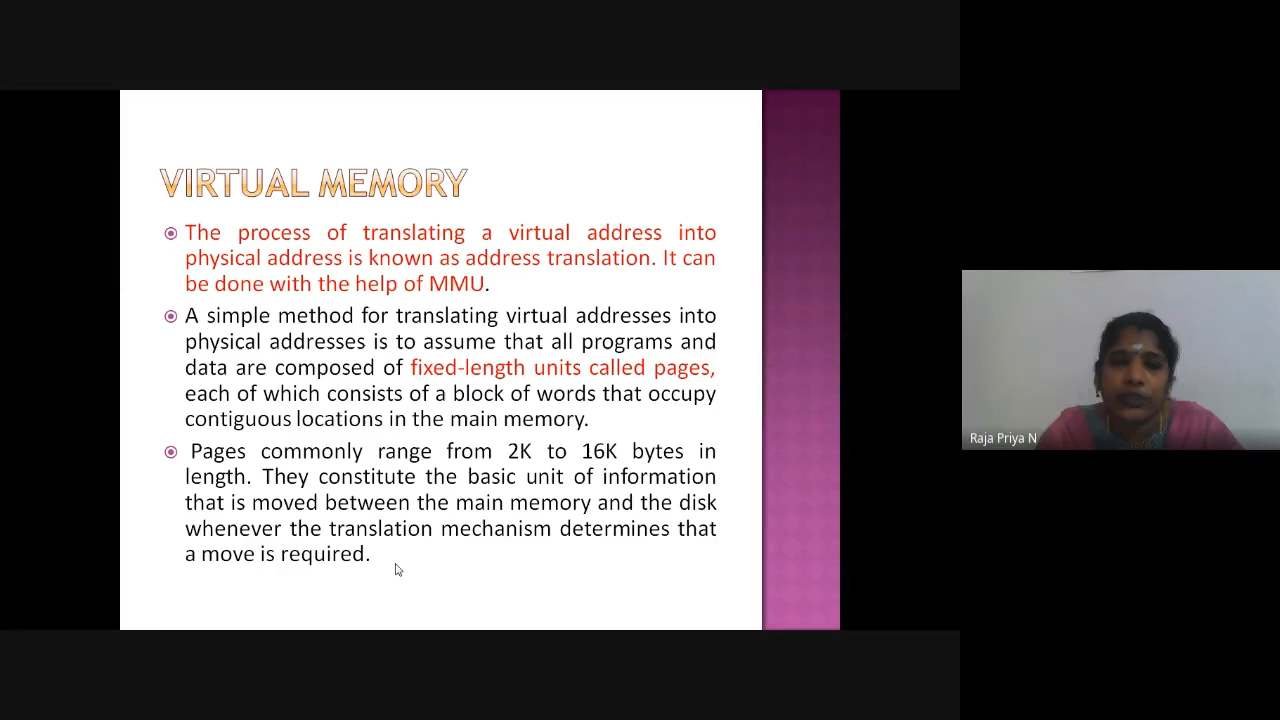 VIRTUAL MEMORY
The process of translating a virtual address into
physical address is known as address translation. It can
be done with the help of MMU.
A simple method for translating virtual addresses into
physical addresses is to assume that all programs and
data are composed of fixed-length units called pages,
each of which consists of a block of words that occupy
contiguous locations in the main memory.
Pages commonly range from 2K to 16K bytes in
length. They constitute the basic unit of information
that is moved between the main memory and the disk
whenever the translation mechanism determines that
a move is required.
Raja Priya N